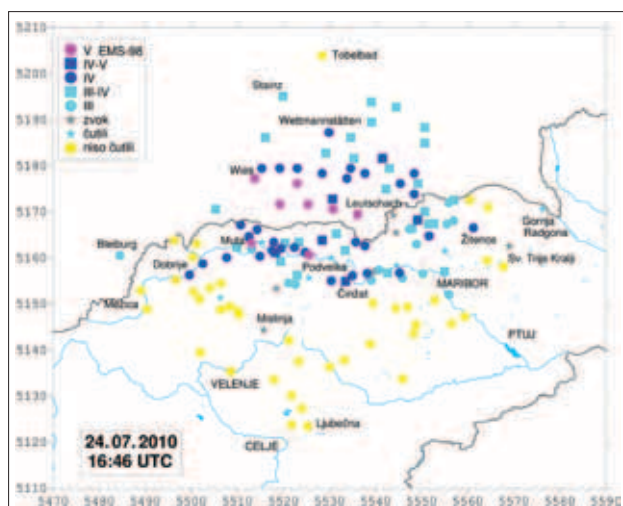 5210
5200
5190
5180
5170
5160
5150
5140
5130
5120
5110
V EMS-98
IV-V
IV
III-IV
III
zvok
čutili
niso čutili
Tobelbad
Stainz
Wettmannstätten
Wies
Leutschach
Gornja
Radgona
Bleiburg
Muta
Zitence
Sv. Trije Kralji
Dobrije
Podvelka
Činžat
MARIBOR
Mežica
Mislinja
PTUJ
VELENJE
Ljubečna
CELJE
24.07.2010
16:46 UTC
5470 5480 5490 5500 5510 5520 5530 5540 5550 5560 5570 5580 5590